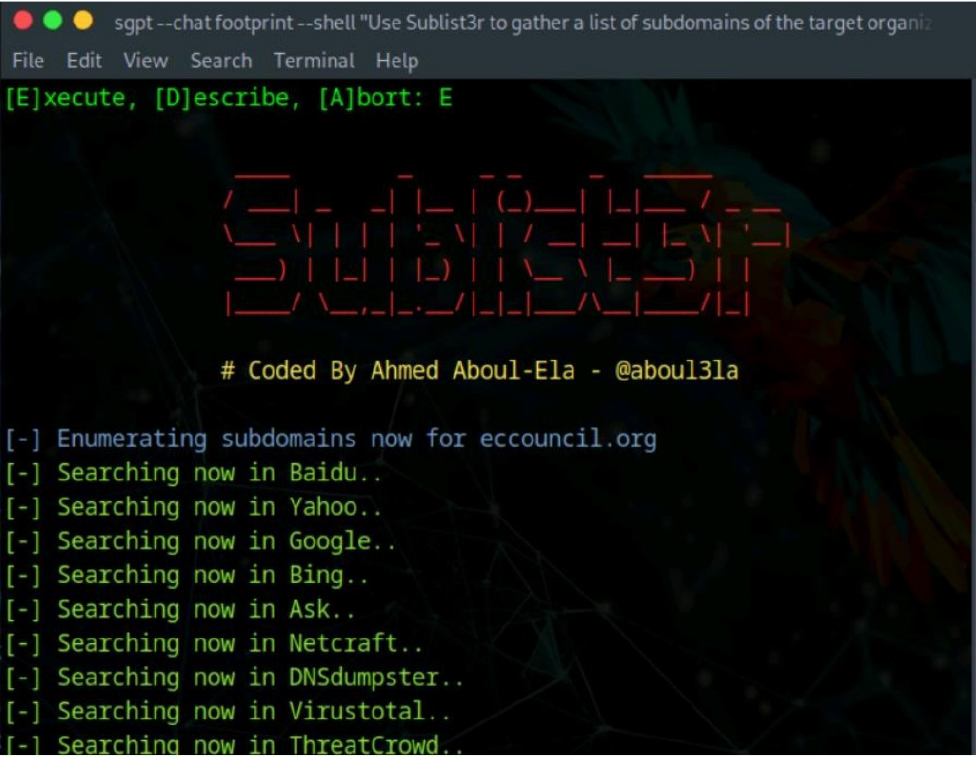 sgpt --chat footprint --shell "Use Sublist3r to gather a list of subdomains of the target organiz
File Edit View Search Terminal Help
[E]xecute, [D]escribe, [A]bort: E
Sublist3r
# Coded By Ahmed Aboul-Ela - @aboul3la
[-] Enumerating subdomains now for eccouncil.org
[-] Searching now in Baidu..
[-] Searching now in Yahoo..
[-] Searching now in Google..
[-] Searching now in Bing..
[-] Searching now in Ask..
[-] Searching now in Netcraft..
[-] Searching now in DNSdumpster..
[-] Searching now in Virustotal..
[-] Searching now in ThreatCrowd..